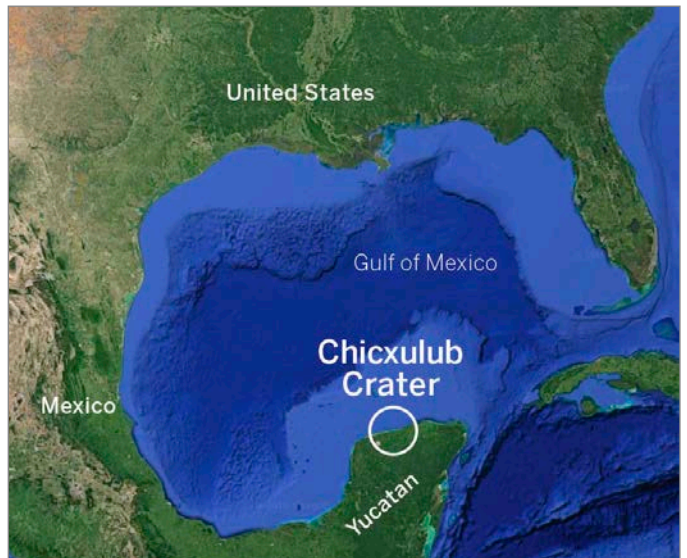 United States
Gulf of Mexico
Chicxulub
Crater
Mexico
Yucatan